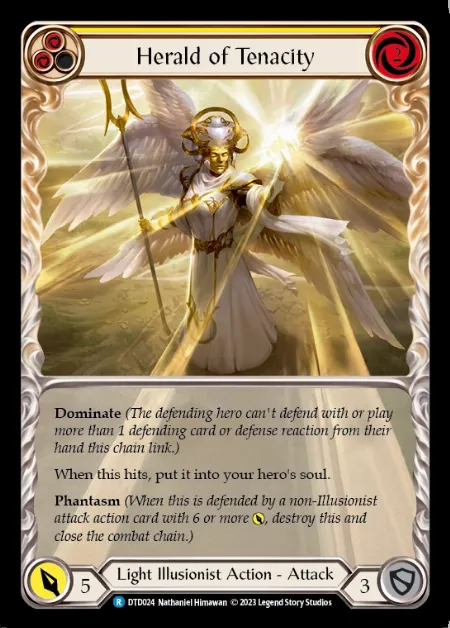 Herald of Tenacity
2
Dominate (The defending hero can't defend with or play
more than 1 defending card or defense reaction from their
hand this chain link.)
When this hits, put it into your hero's soul.
Phantasm (When this is defended by a non-Illusionist
attack action card with 6 or more , destroy this and
close the combat chain.)
5
Light Illusionist Action - Attack
3
R DTD024 Nathaniel Himawan © 2023 Legend Story Studios